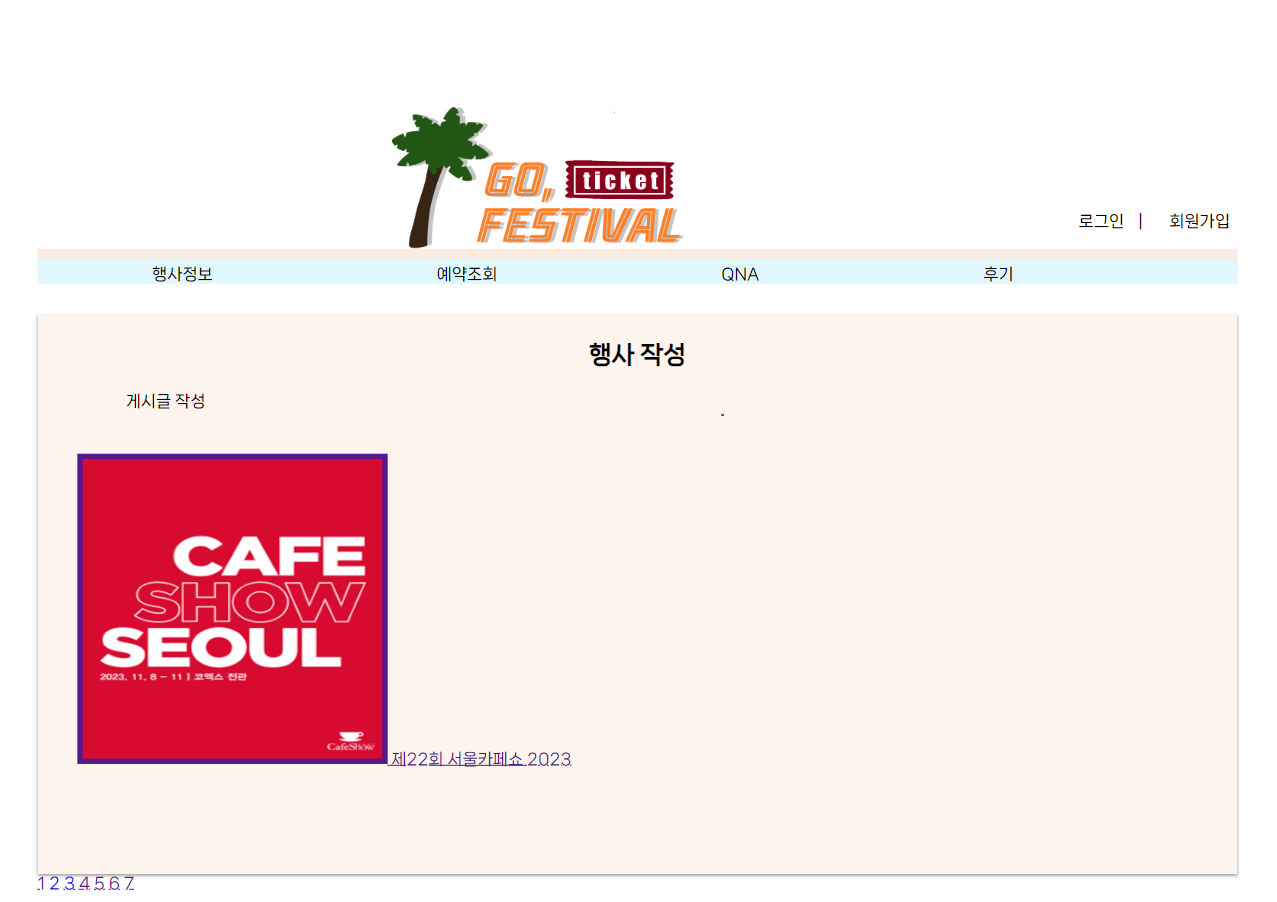 GO, ticket
FESTIVAL
로그인 | 회원가입
행사정보 예약조회 QNA 후기
행사 작성
게시글 작성
CAFE
SHOW
SEOUL
2023. 11. 8 - 11 | 코엑스 전관
CafeShow
제22회 서울카페쇼 2023
1 2 3 4 5 6 7